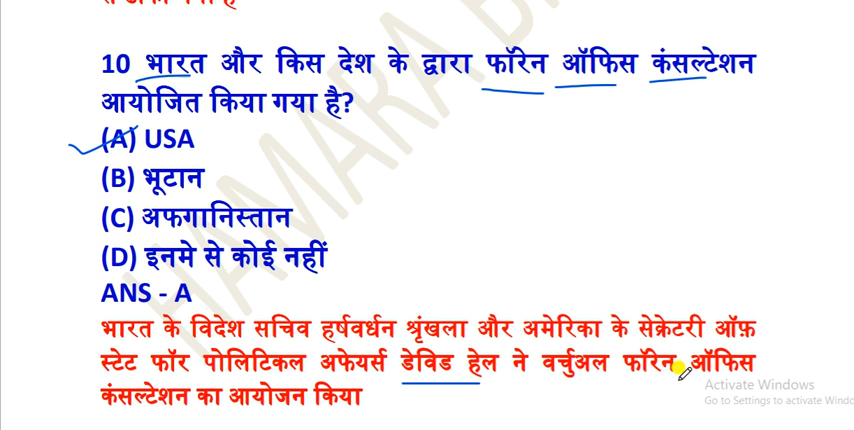 10 भारत और किस देश के द्वारा फॉरेन ऑफिस कंसल्टेशन
आयोजित किया गया है?
(A) USA
(B) भूटान
(C) अफगानिस्तान
(D) इनमे से कोई नहीं
ANS - A
भारत के विदेश सचिव हर्षवर्धन श्रृंखला और अमेरिका के सेक्रेटरी ऑफ़
स्टेट फॉर पोलिटिकल अफेयर्स डेविड हेल ने वर्चुअल फॉरेन ऑफिस
कंसल्टेशन का आयोजन किया
HAMARA
Activate Windows
Go to Settings to activate Windo